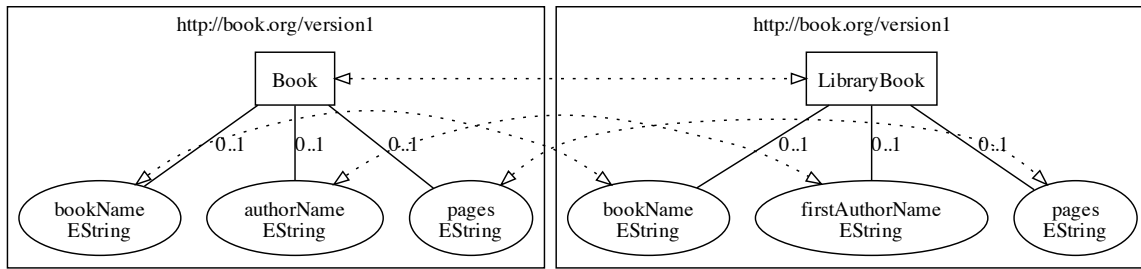 http://book.org/version1
Book
0..1
0..1
0..1
bookName
EString
authorName
EString
pages
EString
http://book.org/version1
LibraryBook
0..1
0..1
0..1
bookName
EString
firstAuthorName
EString
pages
EString